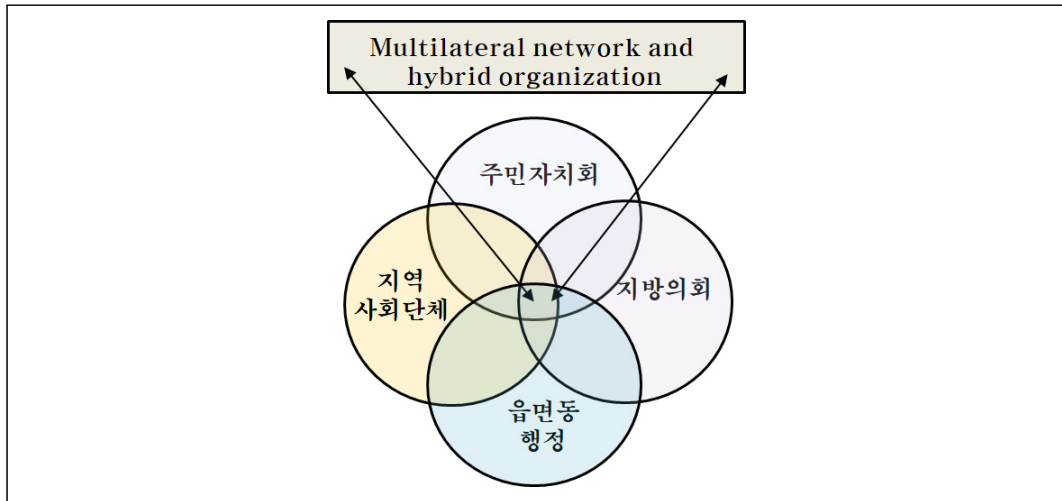 Multilateral network and
hybrid organization
주민자치회
지역
사회단체
지방의회
읍면동
행정